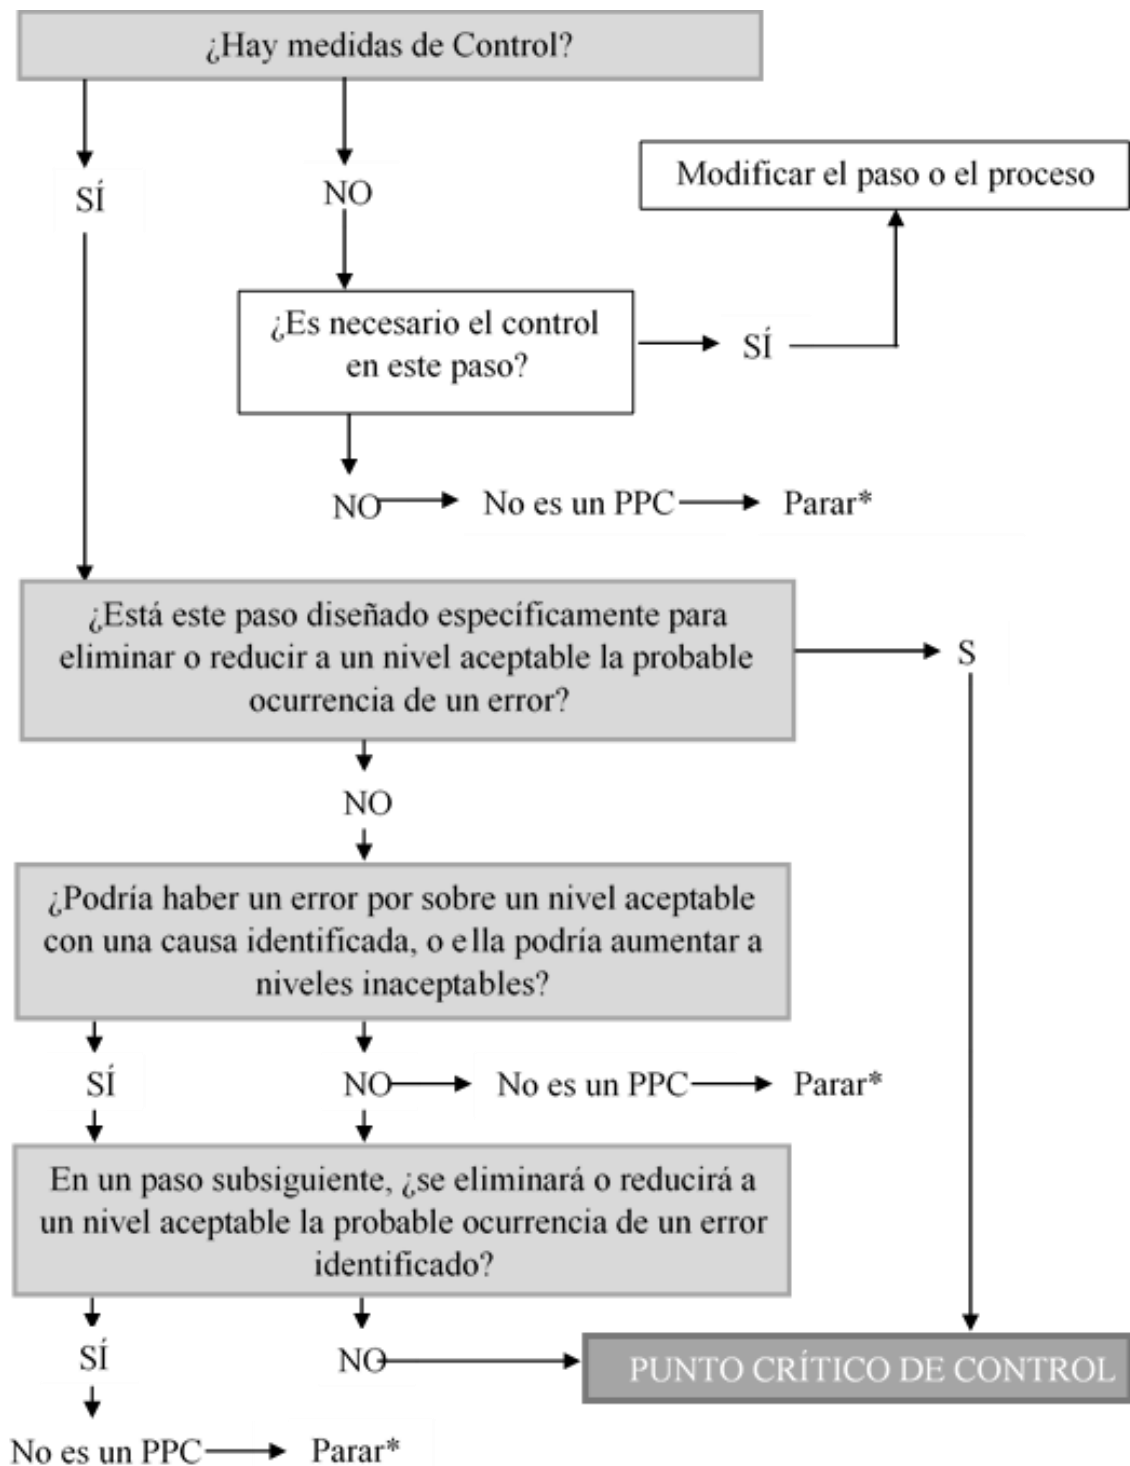 ¿Hay medidas de Control?
SÍ
NO
Modificar el paso o el proceso
¿Es necesario el control
en este paso?
SÍ
NO
No es un PPC
Parar*
¿Está este paso diseñado específicamente para
eliminar o reducir a un nivel aceptable la probable
ocurrencia de un error?
S
NO
¿Podría haber un error por sobre un nivel aceptable
con una causa identificada, o ella podría aumentar a
niveles inaceptables?
SÍ
NO
No es un PPC
Parar*
En un paso subsiguiente, ¿se eliminará o reducirá a
un nivel aceptable la probable ocurrencia de un error
identificado?
SÍ
NO
PUNTO CRÍTICO DE CONTROL
No es un PPC
Parar*